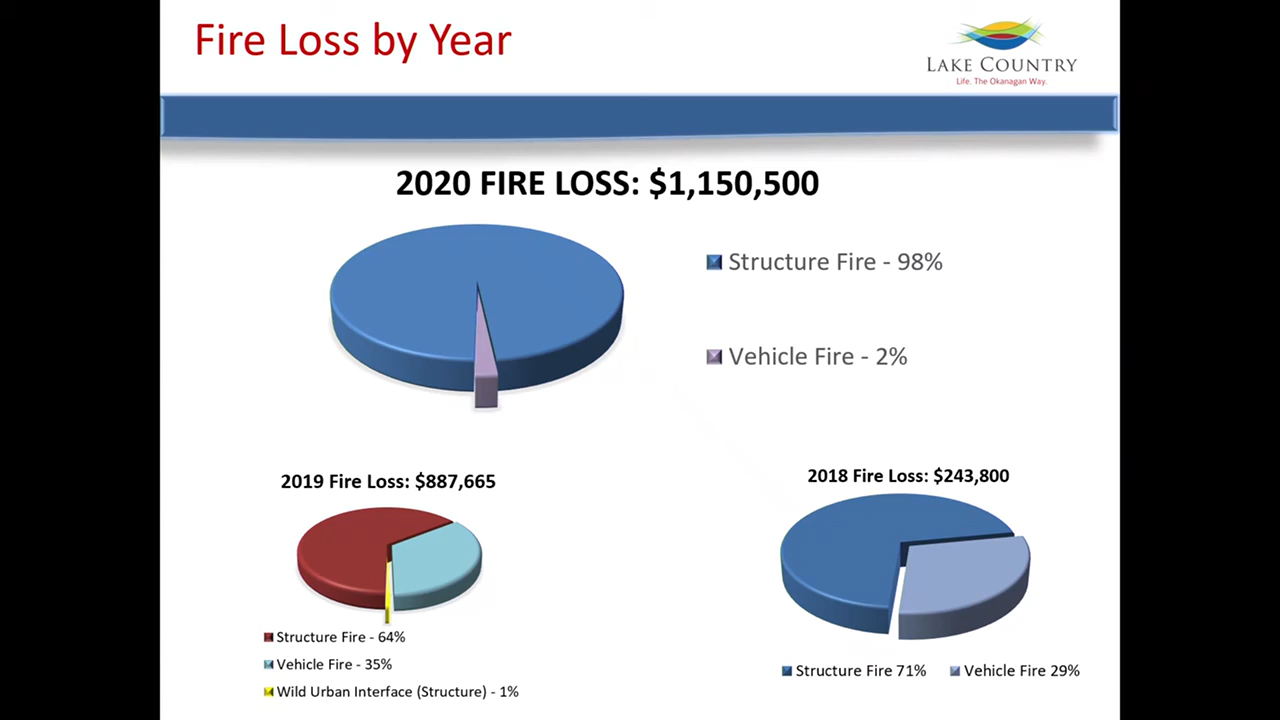 Fire Loss by Year
LAKE COUNTRY
Life. The Okanagan Way.
2020 FIRE LOSS: $1,150,500
Structure Fire - 98%
Vehicle Fire - 2%
2019 Fire Loss: $887,665
Structure Fire - 64%
Vehicle Fire - 35%
Wild Urban Interface (Structure) - 1%
2018 Fire Loss: $243,800
Structure Fire 71%
Vehicle Fire 29%